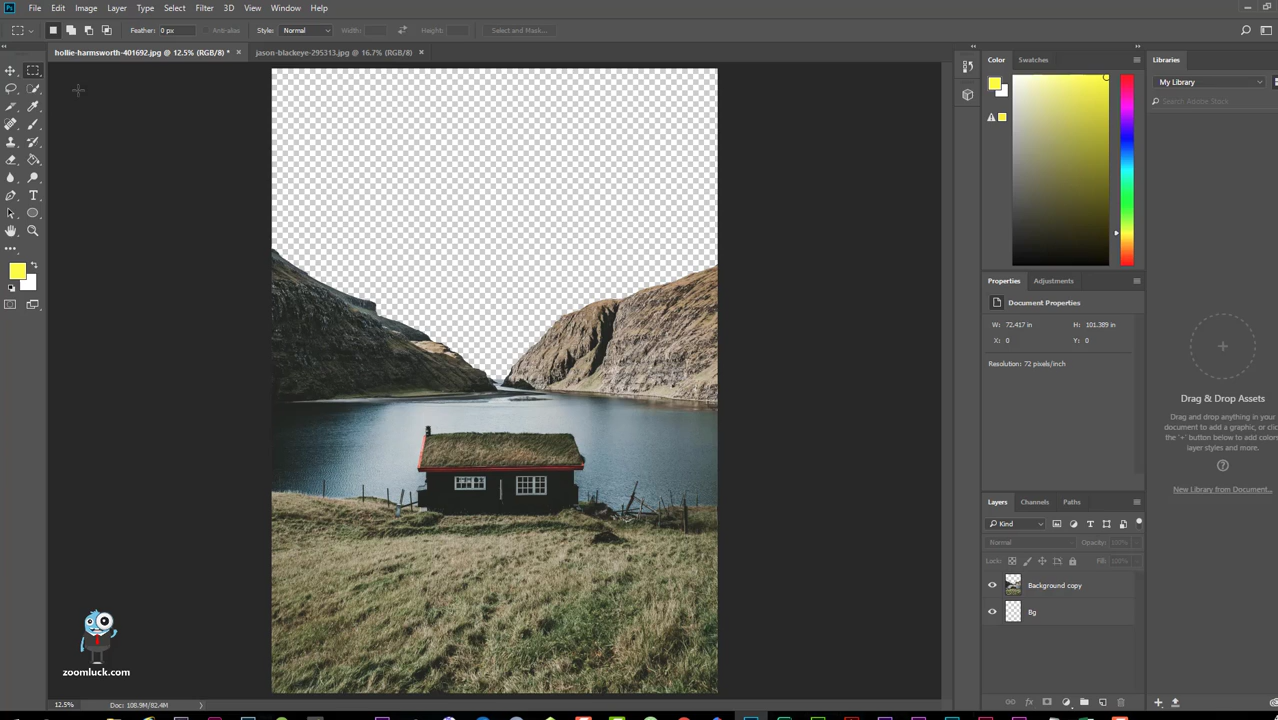 Ps File Edit Image Layer Type Select Filter 3D View Window Help
Feather: 0 px Anti-alias Style: Normal Width: Height: Select and Mask...
hollie-harmsworth-401692.jpg @ 12.5% (RGB/8) * × jason-blackeye-295313.jpg @ 16.7% (RGB/8) ×
Color Swatches
Libraries
My Library
Search Adobe Stock
Properties Adjustments
Document Properties
W: 72.417 in H: 101.389 in
X: 0 Y: 0
Resolution: 72 pixels/inch
Drag & Drop Assets
Drag and drop anything in your
document to add a graphic, or click
the "+" button below to add colors,
layer styles and more.
New Library from Document...
Layers Channels Paths
Kind
Normal Opacity: 100%
Lock: Fill: 100%
Background copy
Bg
zoomluck.com
12.5% Doc: 108.9M/82.4M